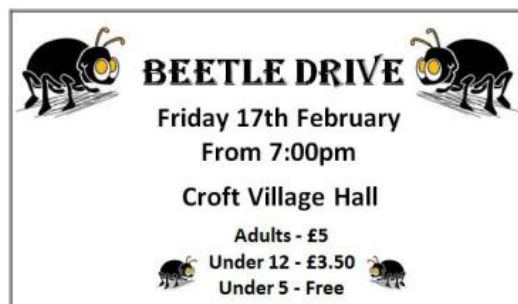 BEETLE DRIVE
Friday 17th February
From 7:00pm
Croft Village Hall
Adults - £5
Under 12 - £3.50
Under 5 - Free